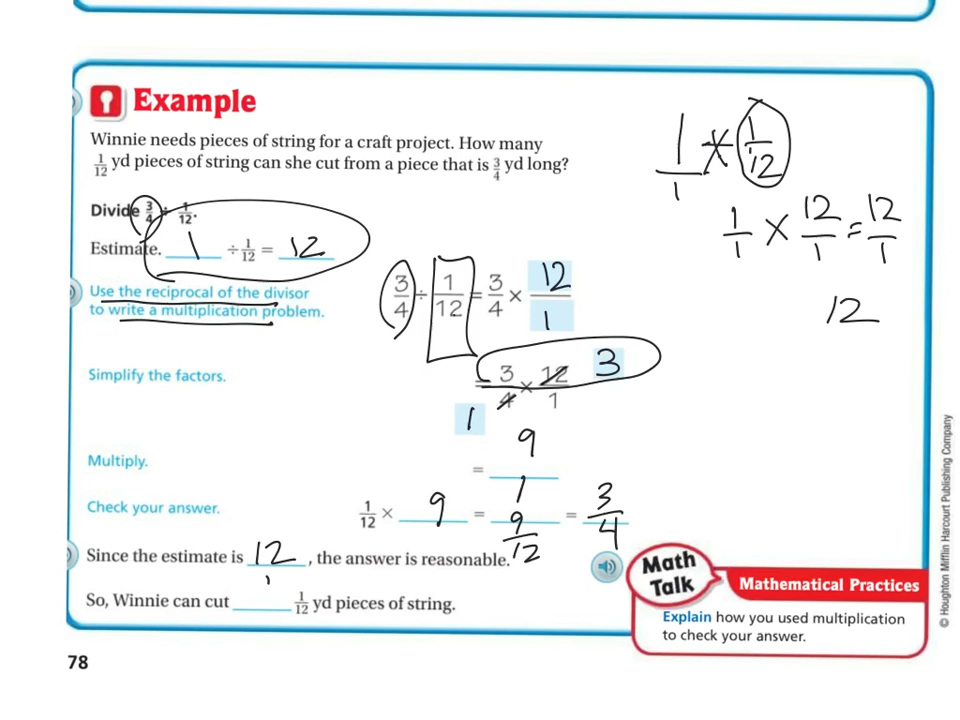 Example
Winnie needs pieces of string for a craft project. How many
1/12 yd pieces of string can she cut from a piece that is 3/4 yd long?
Divide 3/4 ÷ 1/12.
Estimate. 1 ÷ 1/12 = 12
Use the reciprocal of the divisor
to write a multiplication problem.
3/4 ÷ 1/12 = 3/4 × 12/1
Simplify the factors.
= 3/4 × 12/1
3
1
Multiply.
= 9/1
Check your answer.
1/12 × 9 = 9/12 = 3/4
Since the estimate is 12, the answer is reasonable.
So, Winnie can cut ______ 1/12 yd pieces of string.
1/1 ÷ 1/12
1/1 × 12/1 = 12/1
12
Math
Talk
Mathematical Practices
Explain how you used multiplication
to check your answer.
© Houghton Mifflin Harcourt Publishing Company
78